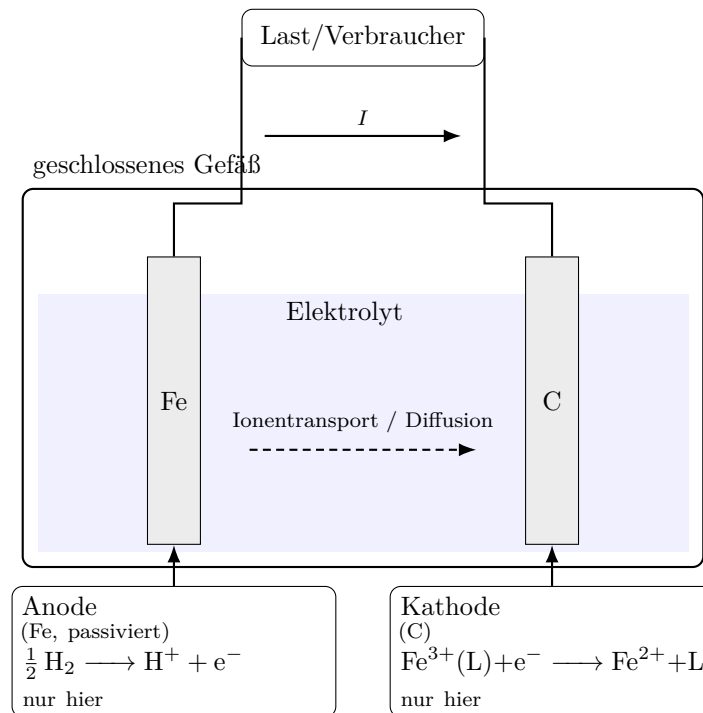 Last/Verbraucher
I
geschlossenes Gefäß
Elektrolyt
Fe
C
Ionentransport / Diffusion
Anode
(Fe, passiviert)
½ H₂ ⟶ H⁺ + e⁻
nur hier
Kathode
(C)
Fe³⁺(L)+e⁻ ⟶ Fe²⁺+L
nur hier